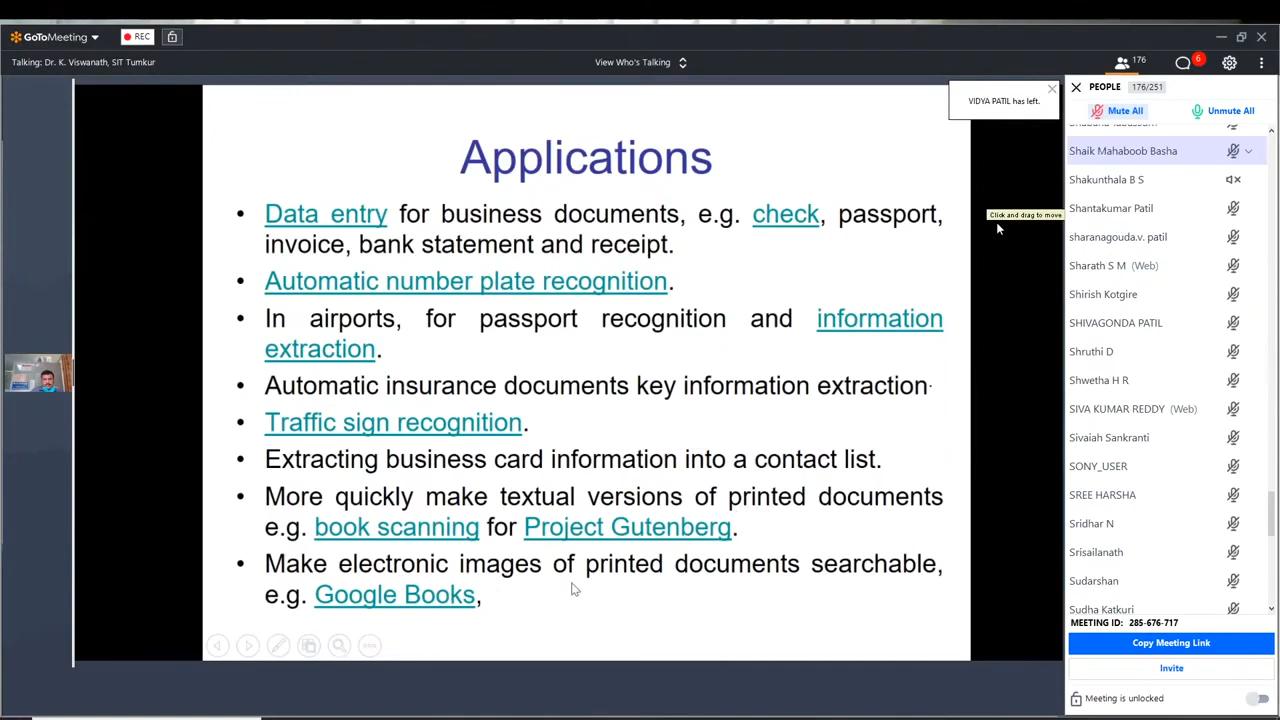 GoToMeeting
REC
Talking: Dr. K. Viswanath, SIT Tumkur
View Who's Talking
176
6
VIDYA PATIL has left.
Applications
• Data entry for business documents, e.g. check, passport,
invoice, bank statement and receipt.
• Automatic number plate recognition.
• In airports, for passport recognition and information
extraction.
• Automatic insurance documents key information extraction
• Traffic sign recognition.
• Extracting business card information into a contact list.
• More quickly make textual versions of printed documents
e.g. book scanning for Project Gutenberg.
• Make electronic images of printed documents searchable,
e.g. Google Books,
Click and drag to move
PEOPLE 176/251
Mute All Unmute All
Shaik Mahaboob Basha
Shakunthala B S
Shantakumar Patil
sharanagouda.v. patil
Sharath S M (Web)
Shirish Kotgire
SHIVAGONDA PATIL
Shruthi D
Shwetha H R
SIVA KUMAR REDDY (Web)
Sivaiah Sankranti
SONY_USER
SREE HARSHA
Sridhar N
Srisailanath
Sudarshan
Sudha Katkuri
MEETING ID: 285-676-717
Copy Meeting Link
Invite
Meeting is unlocked